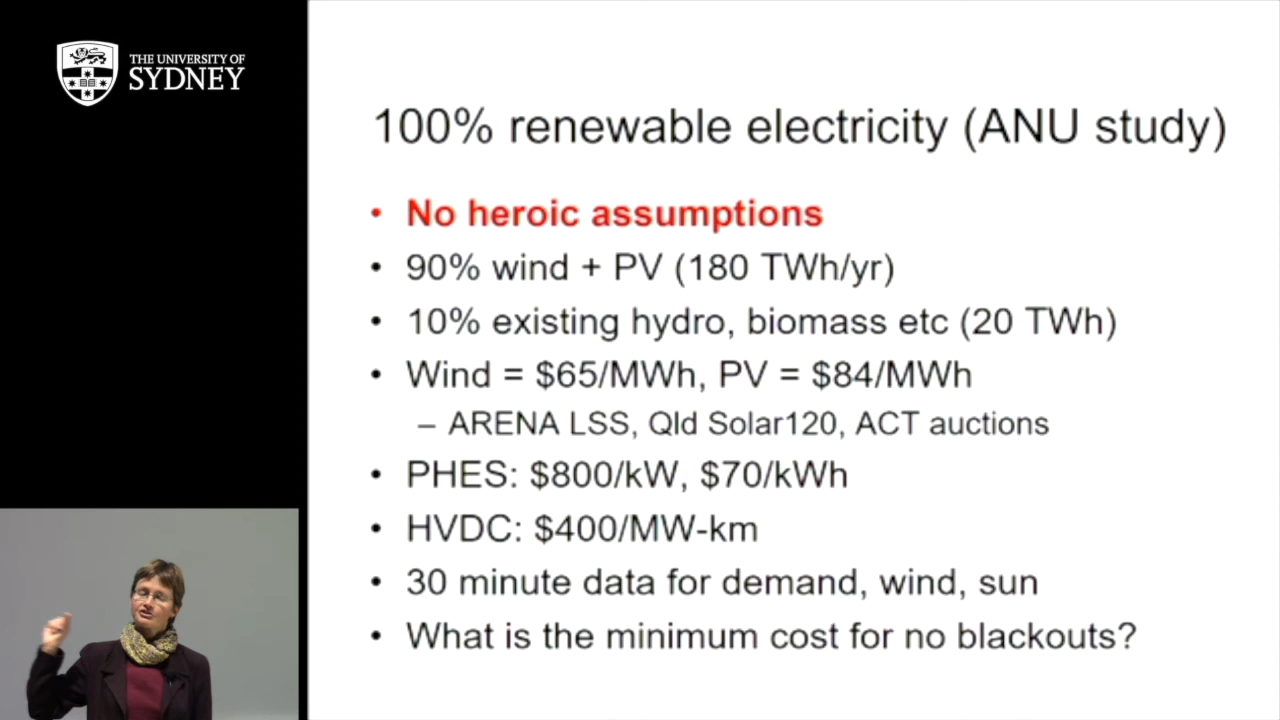 THE UNIVERSITY OF
SYDNEY
100% renewable electricity (ANU study)
• No heroic assumptions
• 90% wind + PV (180 TWh/yr)
• 10% existing hydro, biomass etc (20 TWh)
• Wind = $65/MWh, PV = $84/MWh
– ARENA LSS, Qld Solar120, ACT auctions
• PHES: $800/kW, $70/kWh
• HVDC: $400/MW-km
• 30 minute data for demand, wind, sun
• What is the minimum cost for no blackouts?